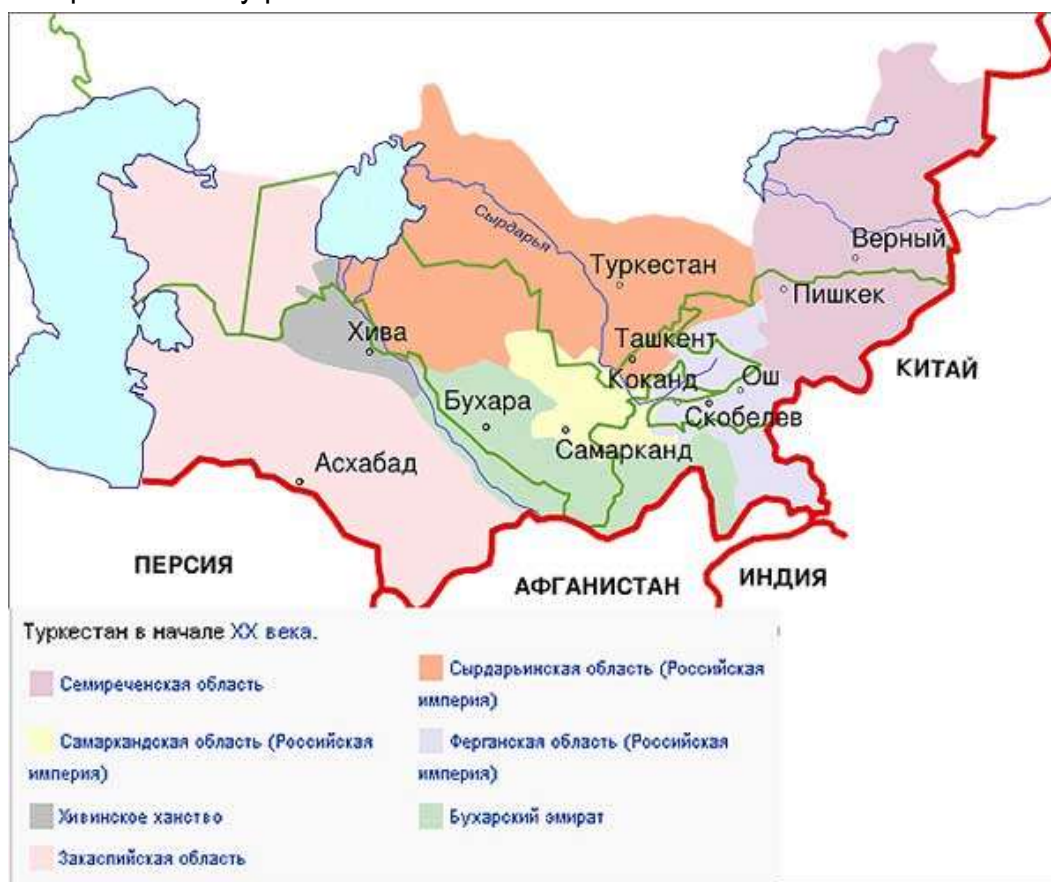 Сырдарья
Верный
Туркестан
Пишкек
Хива
Ташкент
КИТАЙ
Коканд
Ош
Бухара
Скобелев
Самарканд
Асхабад
ПЕРСИЯ
АФГАНИСТАН
ИНДИЯ
Туркестан в начале XX века.
Семиреченская область
Сырдарьинская область (Российская
империя)
Самаркандская область (Российская
империя)
Ферганская область (Российская
империя)
Хивинское ханство
Бухарский эмират
Закаспийская область